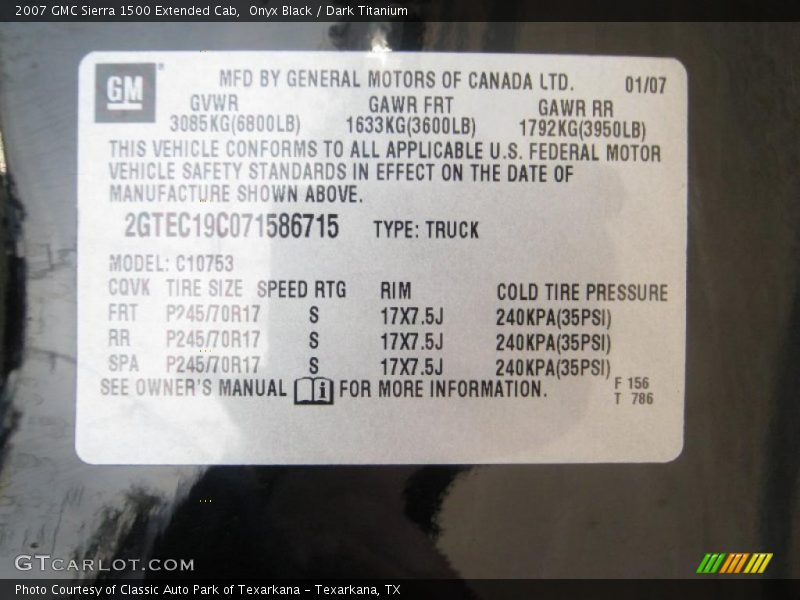 2007 GMC Sierra 1500 Extended Cab,  Onyx Black / Dark Titanium
GM
MFD BY GENERAL MOTORS OF CANADA LTD. 01/07
GVWR GAWR FRT GAWR RR
3085KG(6800LB) 1633KG(3600LB) 1792KG(3950LB)
THIS VEHICLE CONFORMS TO ALL APPLICABLE U.S. FEDERAL MOTOR
VEHICLE SAFETY STANDARDS IN EFFECT ON THE DATE OF
MANUFACTURE SHOWN ABOVE.
2GTEC19C071586715 TYPE: TRUCK
MODEL: C10753
CQVK TIRE SIZE SPEED RTG RIM COLD TIRE PRESSURE
FRT P245/70R17 S 17X7.5J 240KPA(35PSI)
RR P245/70R17 S 17X7.5J 240KPA(35PSI)
SPA P245/70R17 S 17X7.5J 240KPA(35PSI)
SEE OWNER'S MANUAL i FOR MORE INFORMATION.
F 156
T 786
GTCARLOT.COM
Photo Courtesy of Classic Auto Park of Texarkana - Texarkana, TX